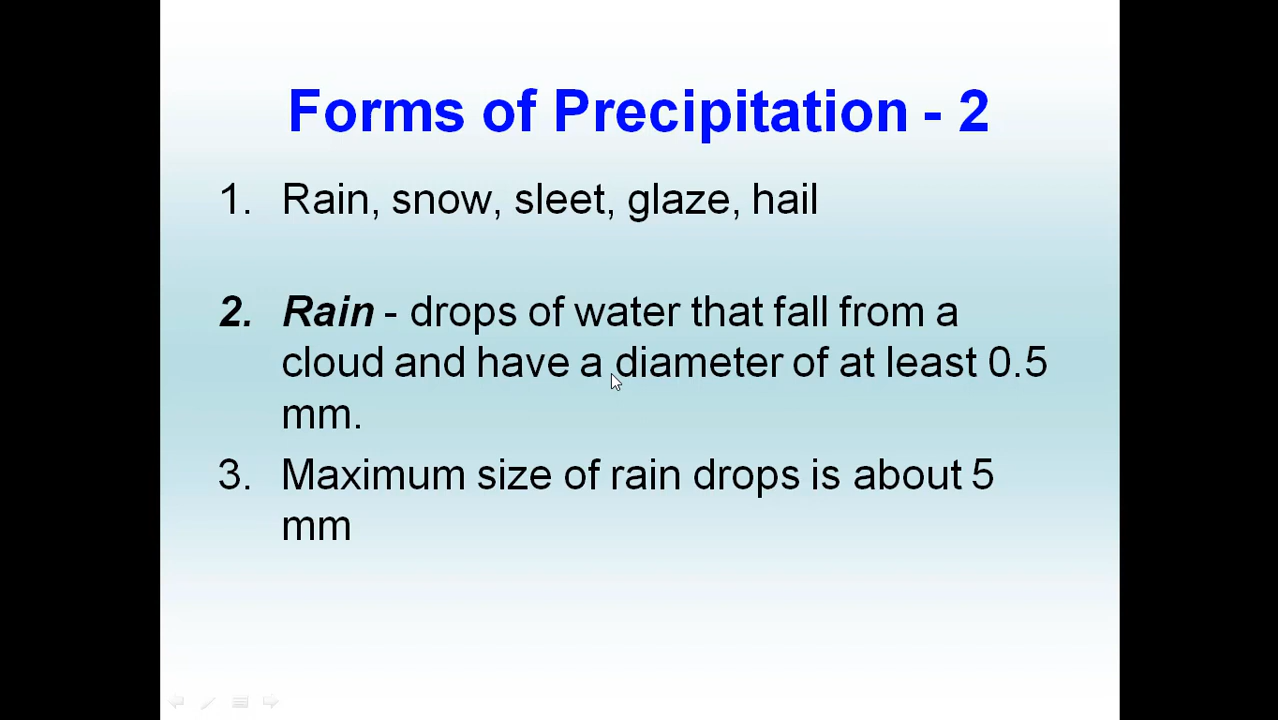 Forms of Precipitation - 2
1. Rain, snow, sleet, glaze, hail
2. Rain - drops of water that fall from a
cloud and have a diameter of at least 0.5
mm.
3. Maximum size of rain drops is about 5
mm